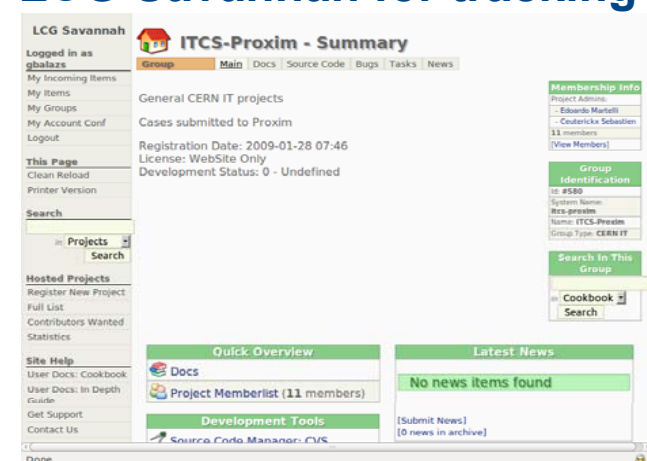 LCG Savannah
Logged in as
gbalazs
My Incoming Items
My Items
My Groups
My Account Conf
Logout
This Page
Clean Reload
Printer Version
Search
in Projects
Search
Hosted Projects
Register New Project
Full List
Contributors Wanted
Statistics
Site Help
User Docs: Cookbook
User Docs: In Depth
Guide
Get Support
Contact Us
ITCS-Proxim - Summary
Group Main Docs Source Code Bugs Tasks News
General CERN IT projects
Cases submitted to Proxim
Registration Date: 2009-01-28 07:46
License: WebSite Only
Development Status: 0 - Undefined
Quick Overview
Docs
Project Memberlist (11 members)
Development Tools
Source Code Manager: CVS
Latest News
No news items found
[Submit News]
[0 news in archive]
Membership Info
Project Admins:
- Edoardo Martelli
- Ceuterickx Sebastien
11 members
[View Members]
Group
Identification
Id: #580
System Name:
itcs-proxim
Name: ITCS-Proxim
Group Type: CERN IT
Search in This
Group
in Cookbook
Search
Done